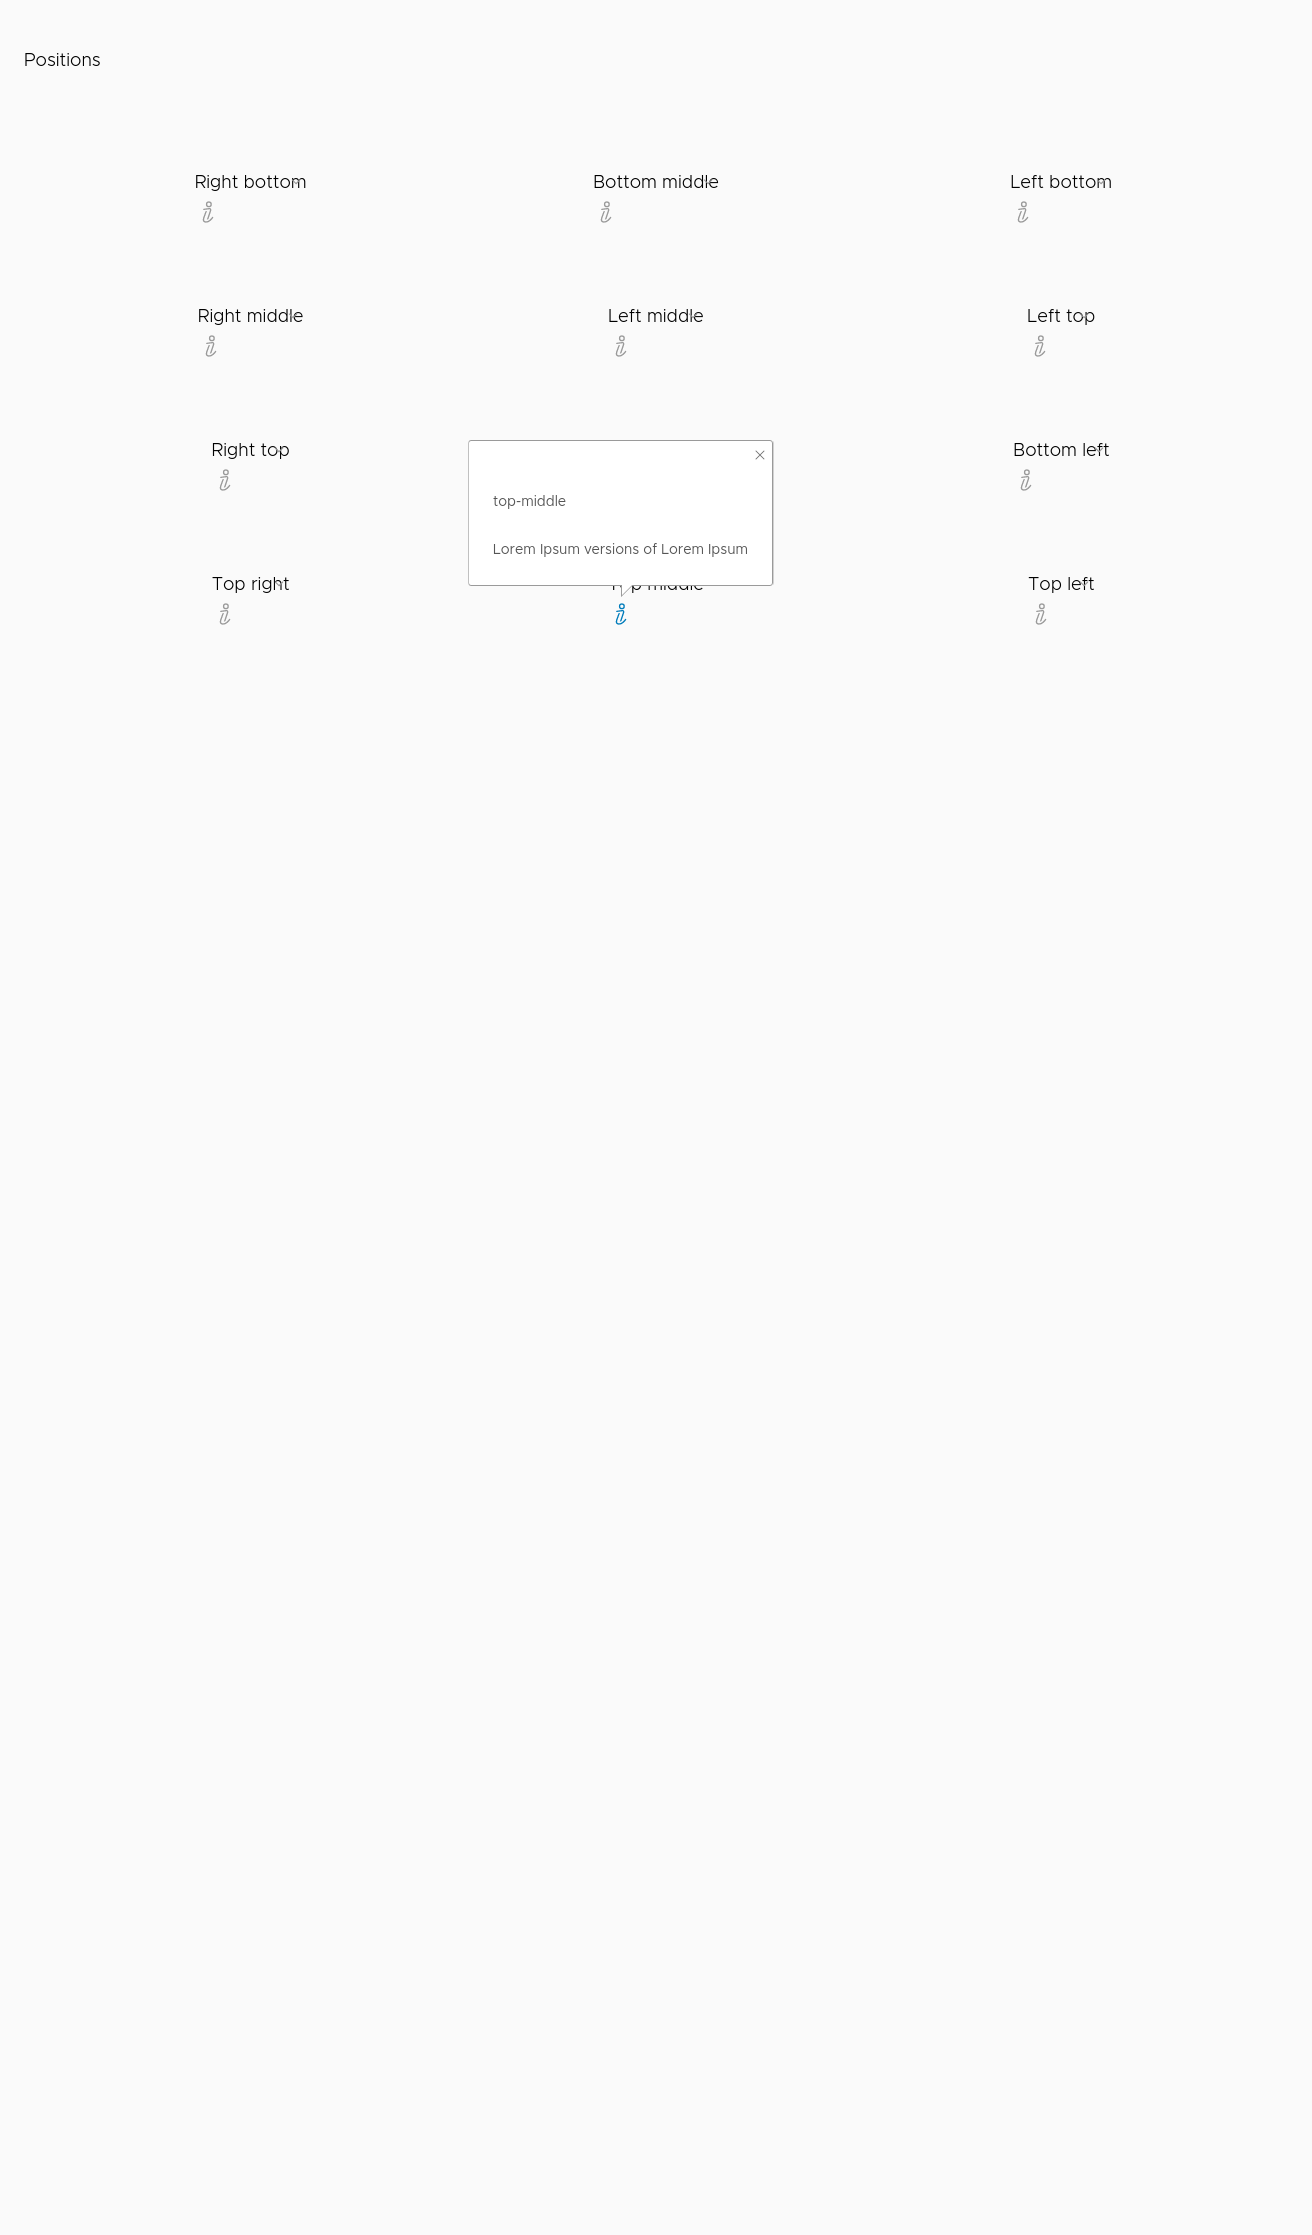 Positions
Right bottom
Bottom middle
Left bottom
Right middle
Left middle
Left top
Right top
Bottom left
top-middle
Lorem Ipsum versions of Lorem Ipsum
Top right
Top middle
Top left